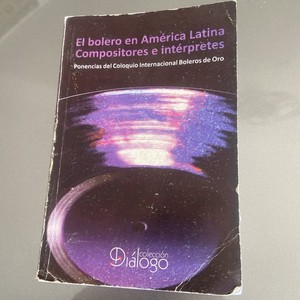 El bolero en América Latina
Compositores e intérpretes
Ponencias del Coloquio Internacional Boleros de Oro
colección
Diálogo